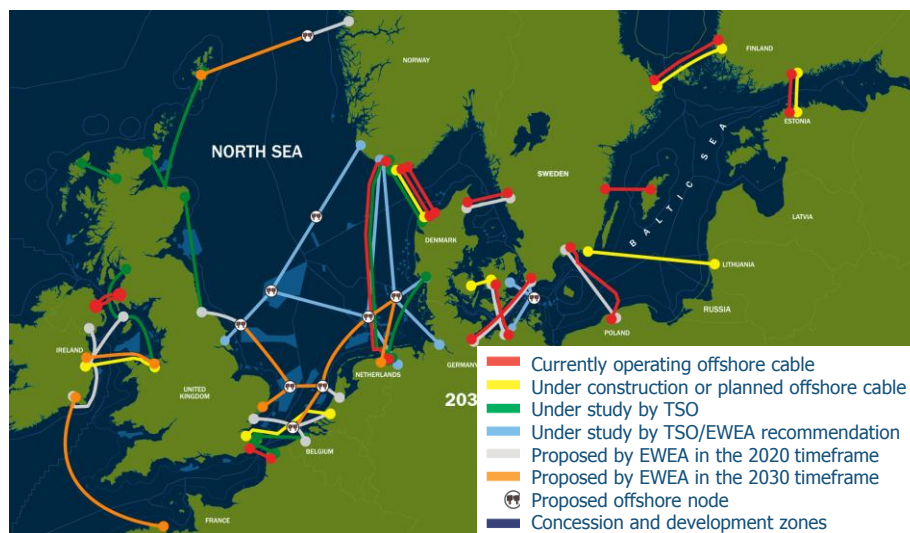 NORWAY
FINLAND
ESTONIA
NORTH SEA
SWEDEN
BALTIC SEA
LATVIA
DENMARK
LITHUANIA
RUSSIA
IRELAND
POLAND
UNITED
KINGDOM
NETHERLANDS
GERMANY
203
BELGIUM
FRANCE
Currently operating offshore cable
Under construction or planned offshore cable
Under study by TSO
Under study by TSO/EWEA recommendation
Proposed by EWEA in the 2020 timeframe
Proposed by EWEA in the 2030 timeframe
Proposed offshore node
Concession and development zones